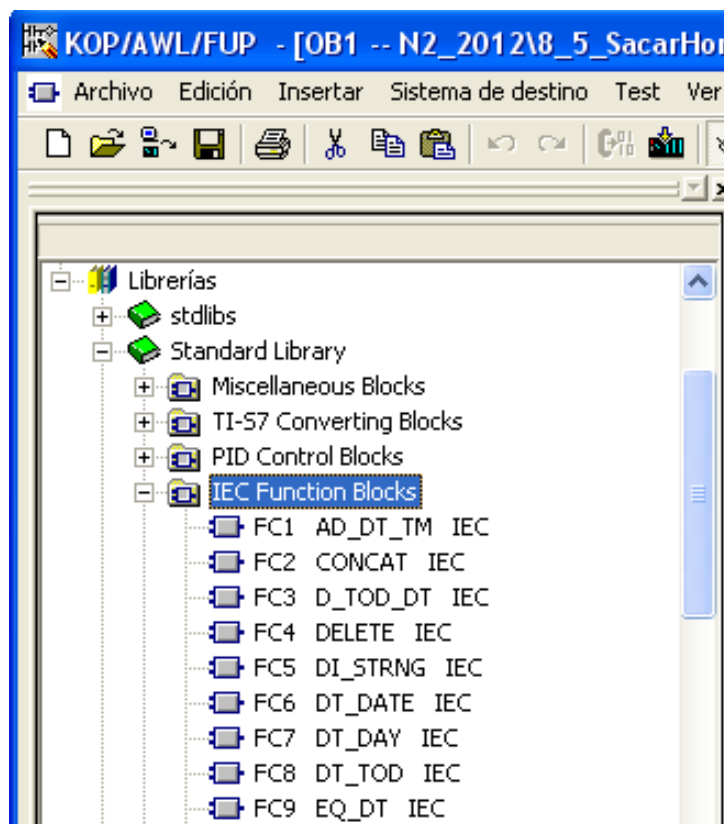 KOP/AWL/FUP - [OB1 -- N2_2012\8_5_SacarHor
Archivo Edición Insertar Sistema de destino Test Ver
Librerías
stdlibs
Standard Library
Miscellaneous Blocks
TI-S7 Converting Blocks
PID Control Blocks
IEC Function Blocks
FC1 AD_DT_TM IEC
FC2 CONCAT IEC
FC3 D_TOD_DT IEC
FC4 DELETE IEC
FC5 DI_STRNG IEC
FC6 DT_DATE IEC
FC7 DT_DAY IEC
FC8 DT_TOD IEC
FC9 EQ_DT IEC